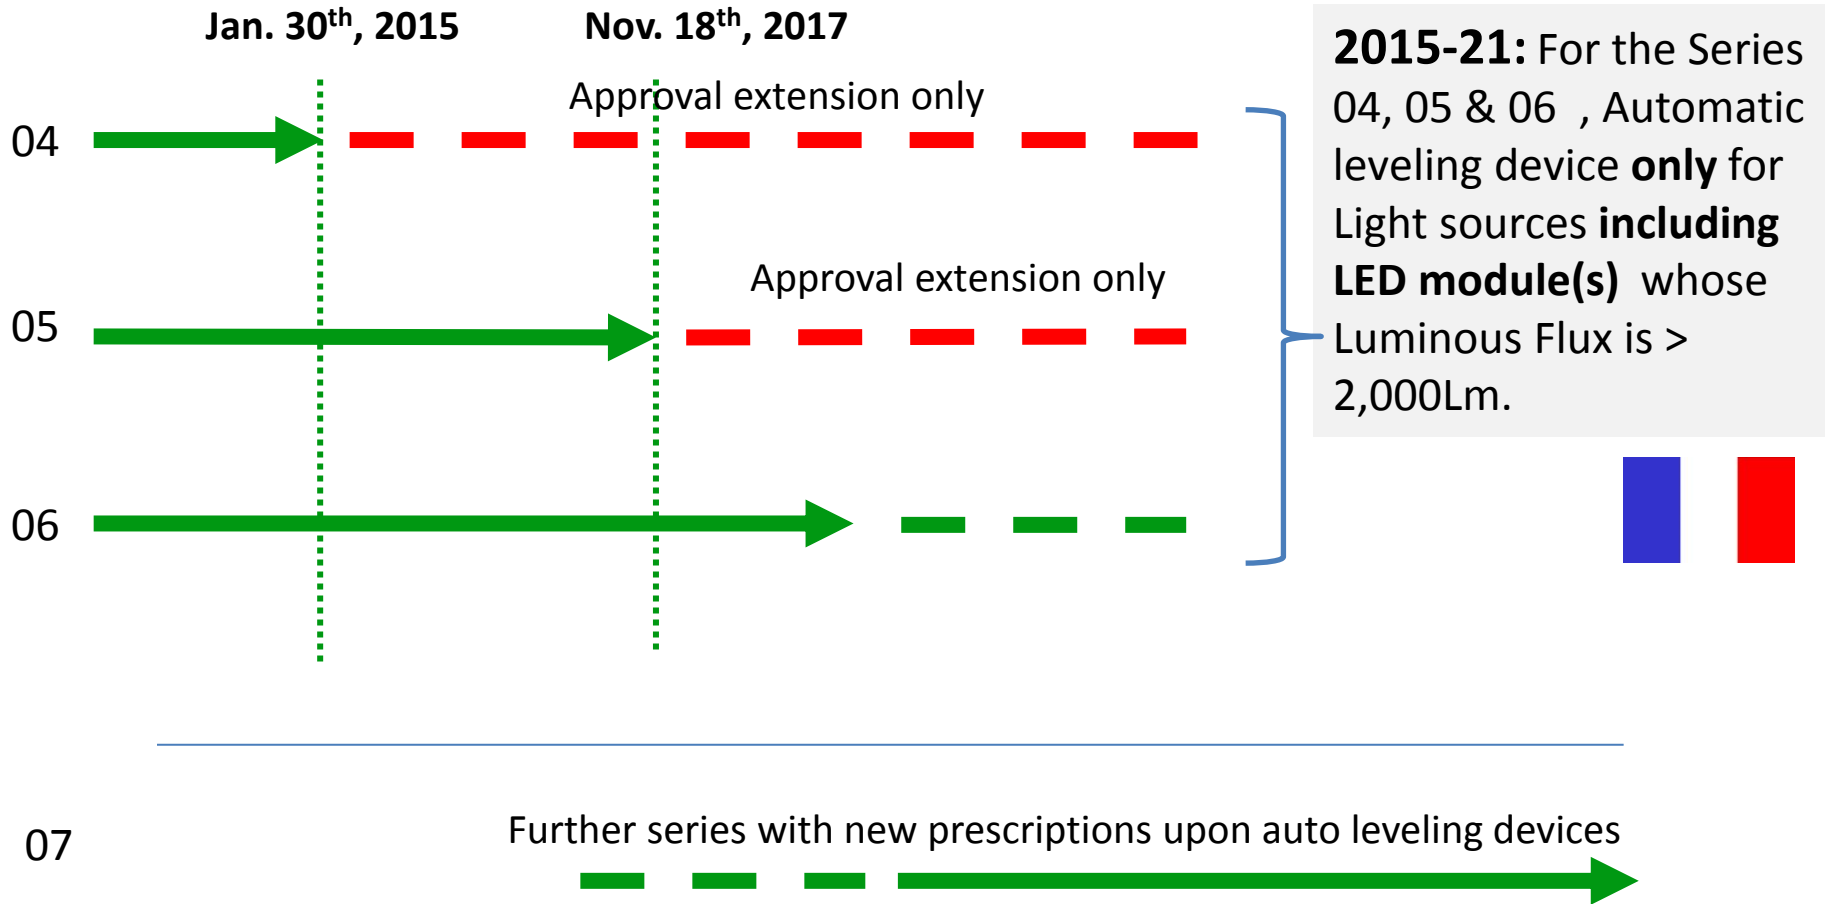 Jan. 30th, 2015
Nov. 18th, 2017
2015-21: For the Series
04, 05 & 06 , Automatic
leveling device only for
Light sources including
LED module(s) whose
Luminous Flux is >
2,000Lm.
Approval extension only
04
Approval extension only
05
06
Further series with new prescriptions upon auto leveling devices
07